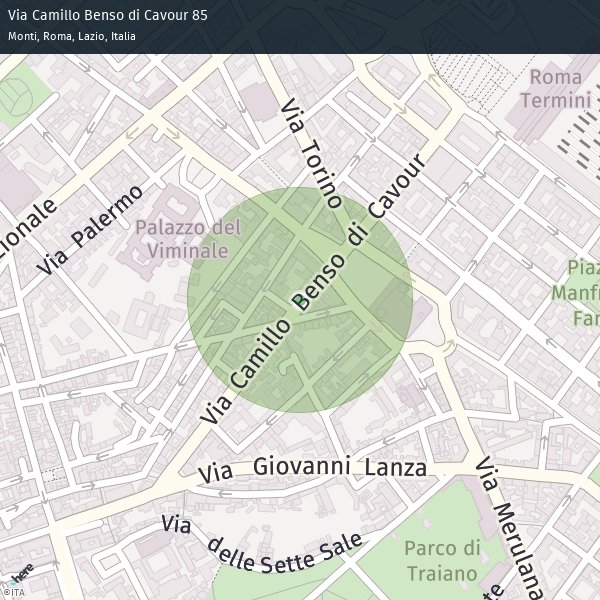 Via Camillo Benso di Cavour 85
Monti, Roma, Lazio, Italia
Roma
Termini
Via Torino
Via Palermo
zionale
Palazzo del
Viminale
Via Camillo Benso di Cavour
Piaz
Manfr
Fan
Via Giovanni Lanza
Via Merulana
Via delle Sette Sale
Parco di
Traiano
te
here
©ITA